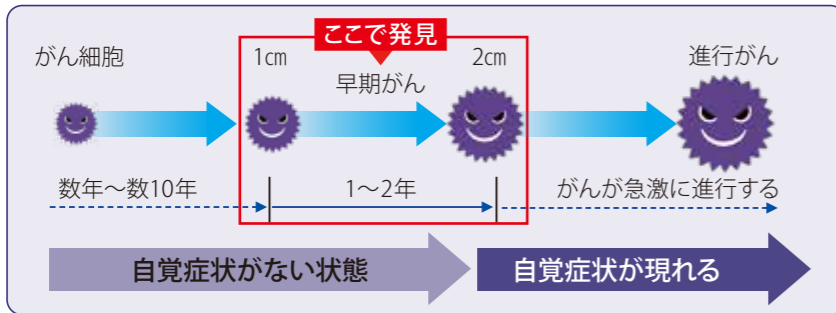 ここで発見
がん細胞
1㎝
2㎝
進行がん
早期がん
数年～数10年
1～2年
がんが急激に進行する
自覚症状がない状態
自覚症状が現れる